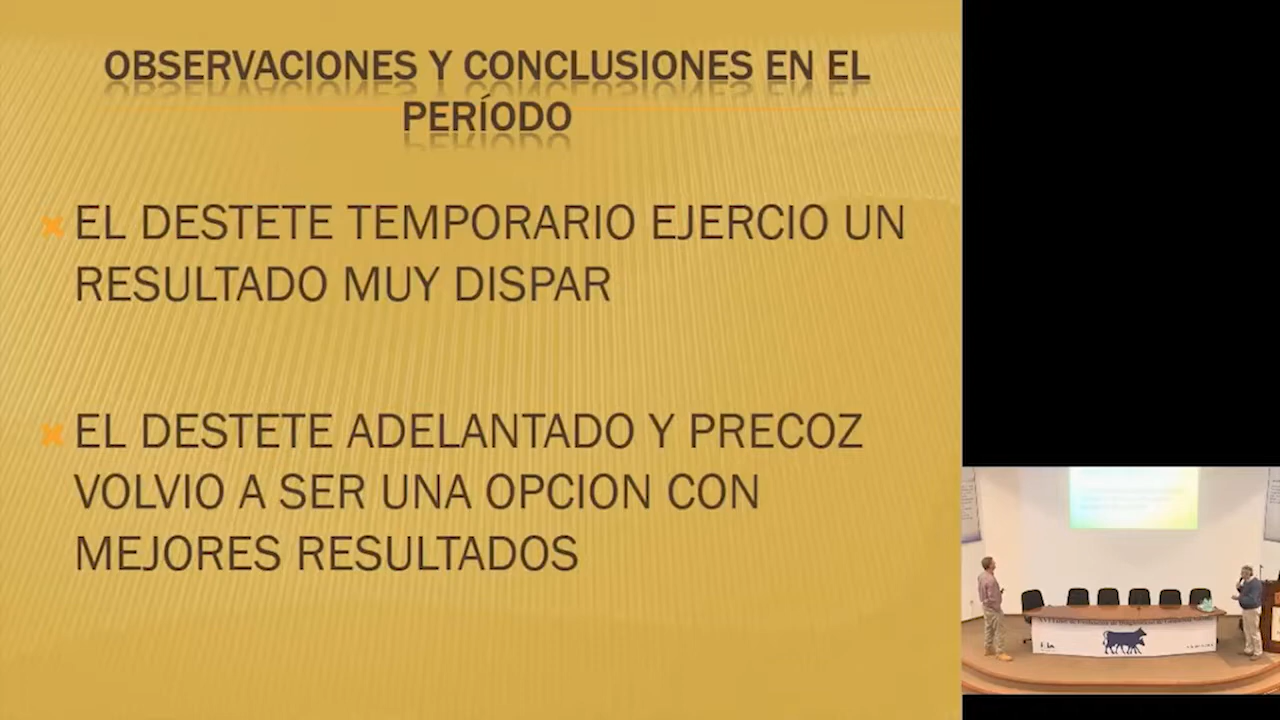 OBSERVACIONES Y CONCLUSIONES EN EL
PERÍODO
EL DESTETE TEMPORARIO EJERCIO UN
RESULTADO MUY DISPAR
EL DESTETE ADELANTADO Y PRECOZ
VOLVIO A SER UNA OPCION CON
MEJORES RESULTADOS